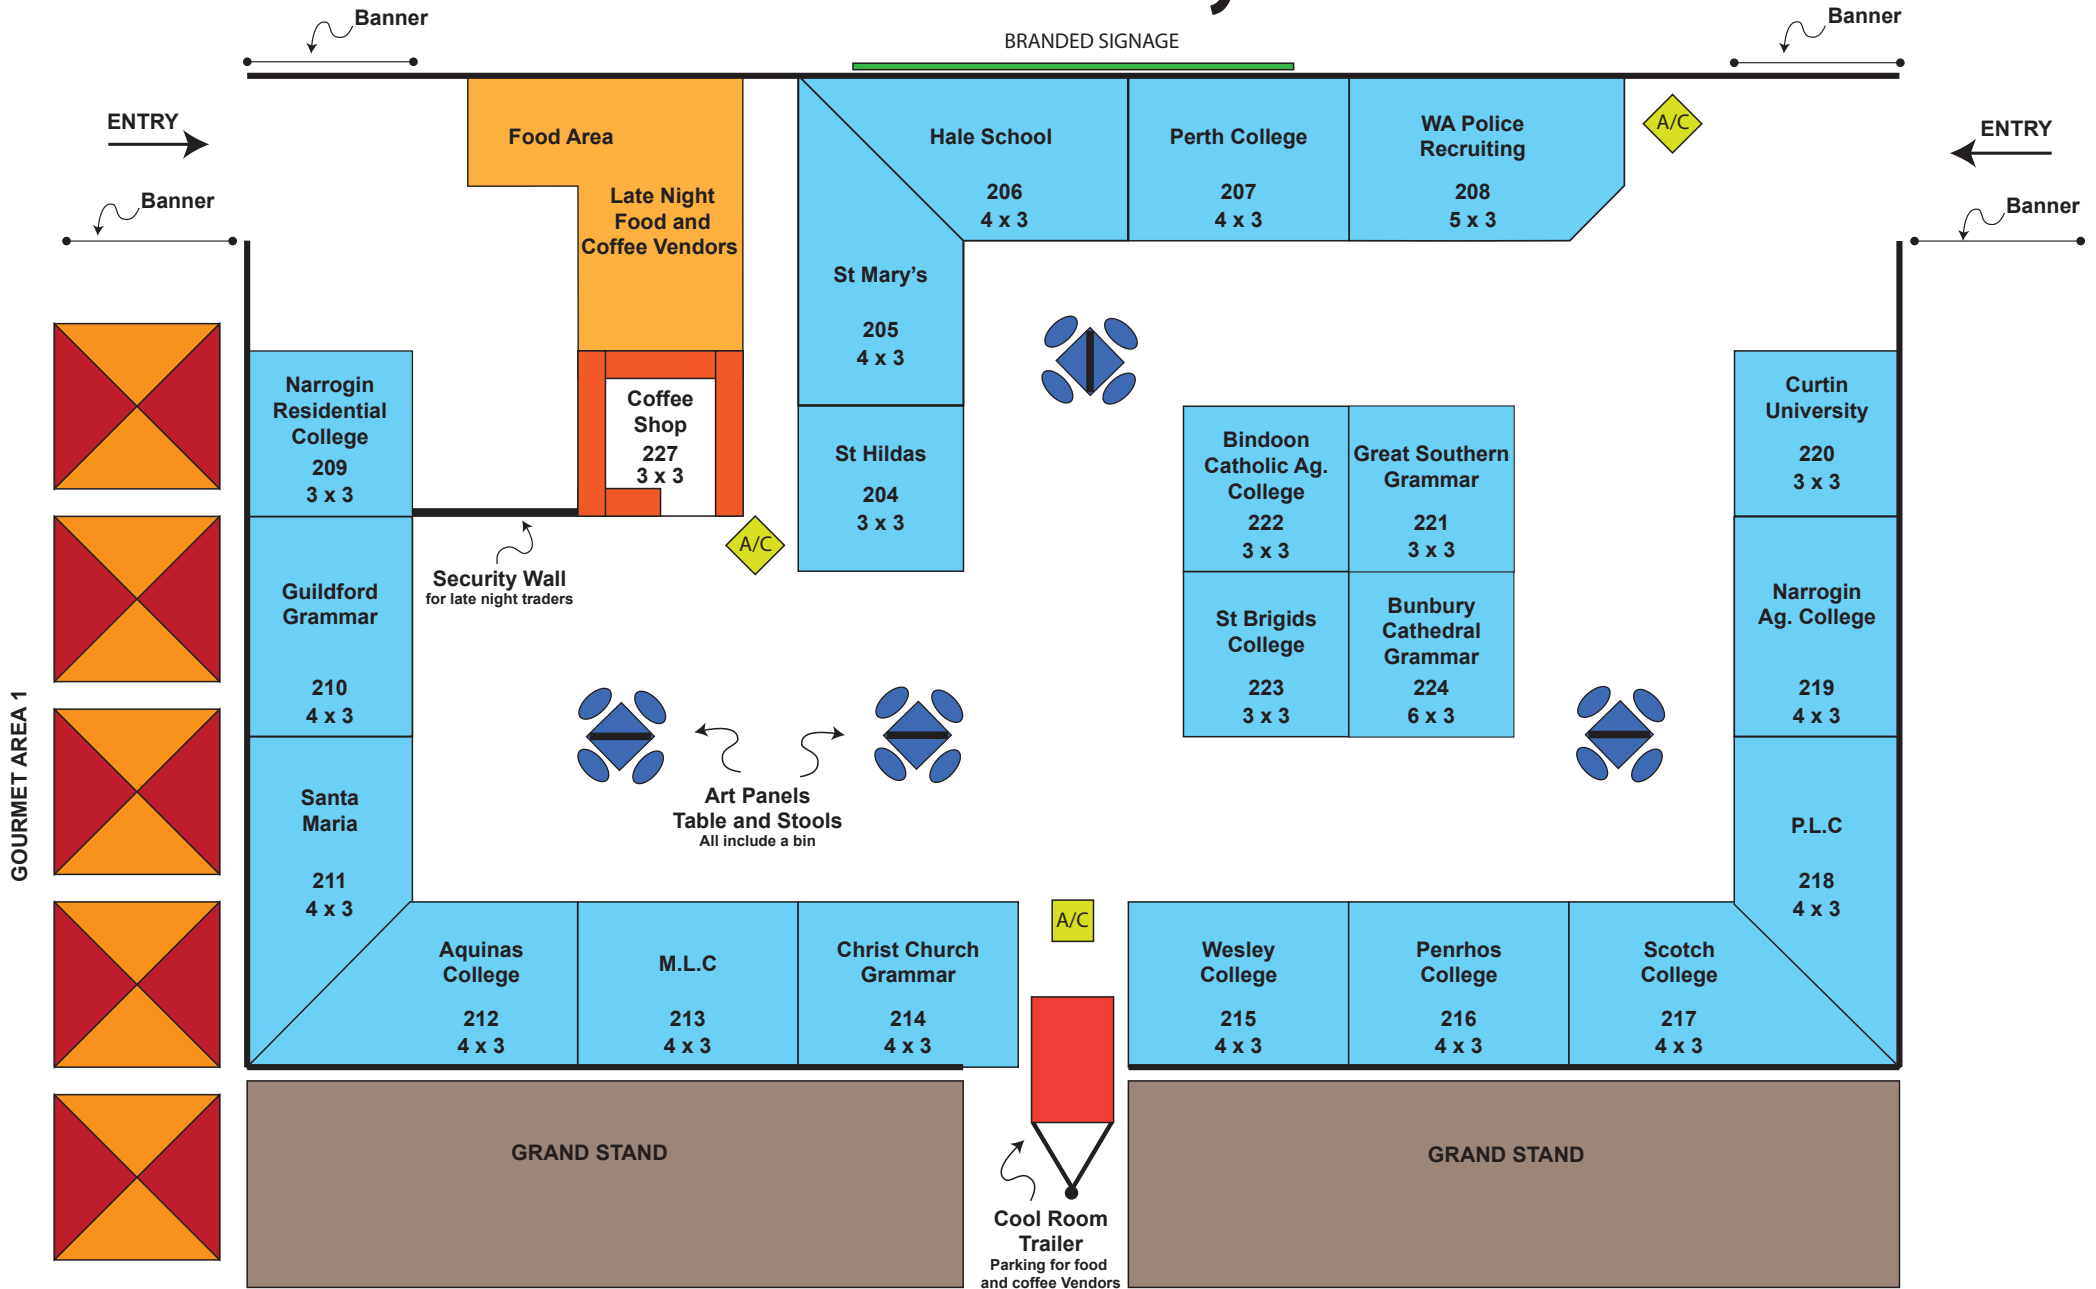 Banner
BRANDED SIGNAGE
Banner
ENTRY
Food Area
Late Night
Food and
Coffee Vendors
Hale School
206
4 x 3
Perth College
207
4 x 3
WA Police
Recruiting
208
5 x 3
A/C
ENTRY
Banner
Banner
St Mary's
205
4 x 3
Narrogin
Residential
College
209
3 x 3
Coffee
Shop
227
3 x 3
St Hildas
204
3 x 3
Bindoon
Catholic Ag.
College
222
3 x 3
Great Southern
Grammar
221
3 x 3
Curtin
University
220
3 x 3
A/C
Security Wall
for late night traders
Guildford
Grammar
210
4 x 3
St Brigids
College
223
3 x 3
Bunbury
Cathedral
Grammar
224
6 x 3
Narrogin
Ag. College
219
4 x 3
GOURMET AREA 1
Art Panels
Table and Stools
All include a bin
Santa
Maria
211
4 x 3
P.L.C
218
4 x 3
A/C
Aquinas
College
212
4 x 3
M.L.C
213
4 x 3
Christ Church
Grammar
214
4 x 3
Wesley
College
215
4 x 3
Penrhos
College
216
4 x 3
Scotch
College
217
4 x 3
GRAND STAND
GRAND STAND
Cool Room
Trailer
Parking for food
and coffee Vendors